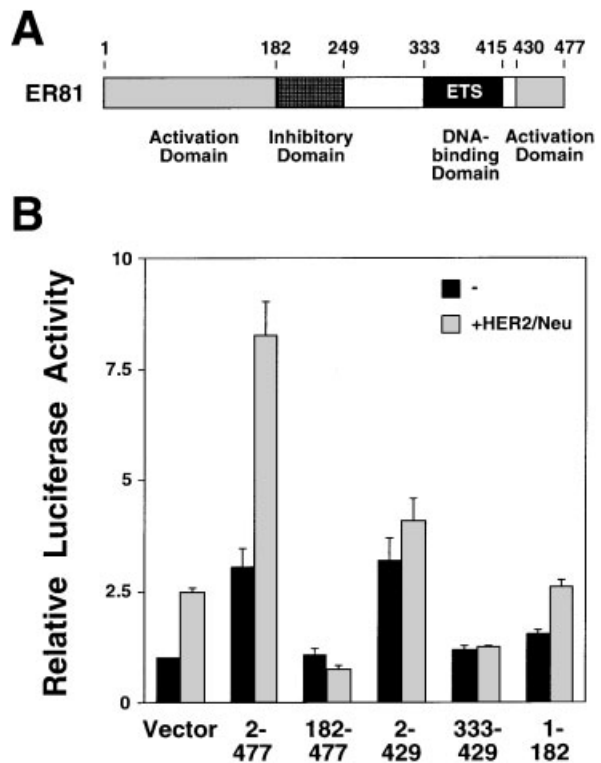 A
1 182 249 333 415 430 477
ER81 ETS
Activation Domain
Inhibitory Domain
DNA-binding Domain
Activation Domain
B
Relative Luciferase Activity
10
7.5
5
2.5
0
-
+HER2/Neu
Vector
2-477
182-477
2-429
333-429
1-182